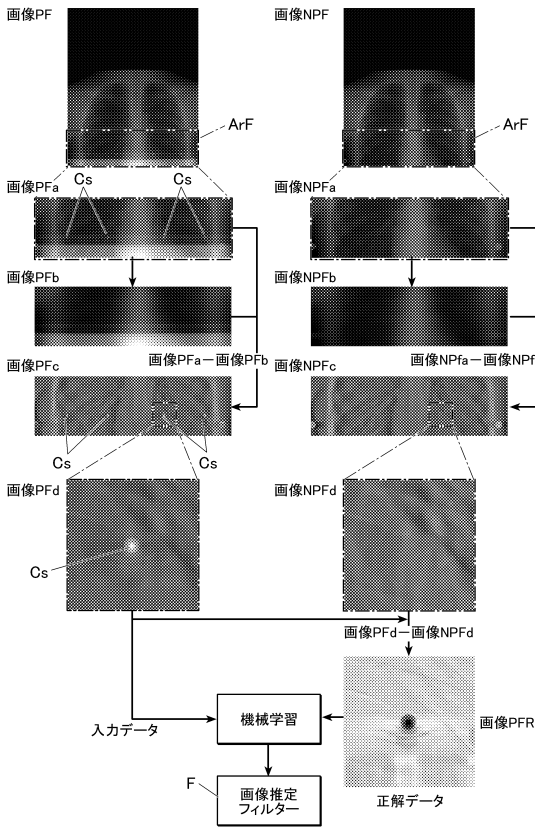 画像PF
画像NPF
ArF
ArF
画像PFa
Cs
Cs
画像NPFa
画像PFb
画像NPFb
画像PFa－画像PFb
画像NPfa－画像NPf
画像PFc
画像NPFc
Cs
Cs
画像PFd
画像NPFd
Cs
画像PFd－画像NPFd
機械学習
画像PFR
入力データ
F
画像推定
フィルター
正解データ